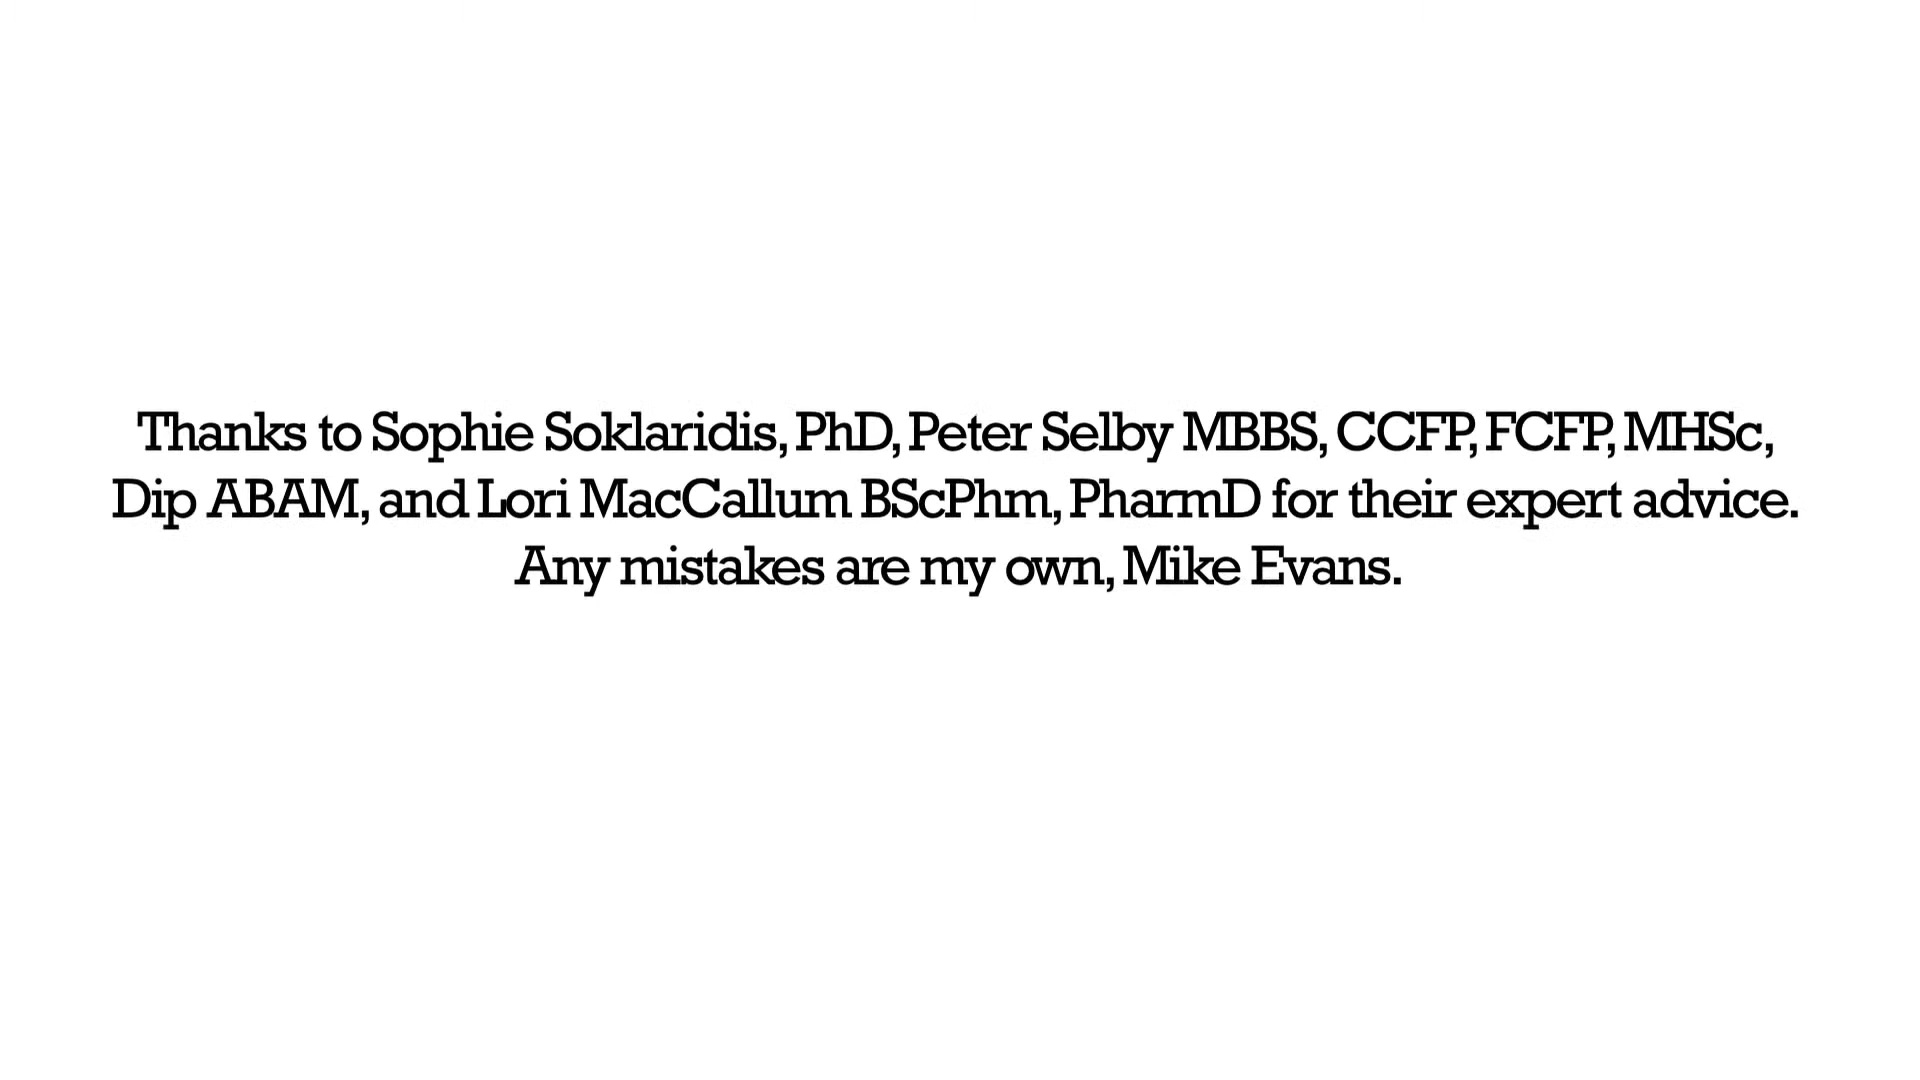 Thanks to Sophie Soklaridis, PhD, Peter Selby MBBS, CCFP, FCFP, MHSc,
Dip ABAM, and Lori MacCallum BScPhm, PharmD for their expert advice.
Any mistakes are my own, Mike Evans.